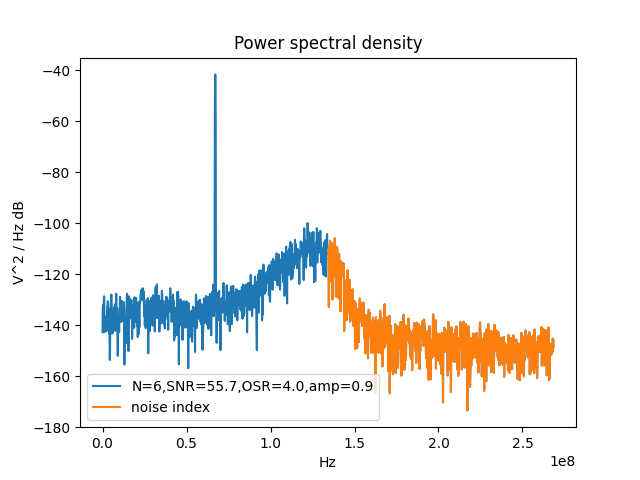 Power spectral density
−40
−60
−80
−100
−120
−140
−160
−180
V^2 / Hz dB
N=6,SNR=55.7,OSR=4.0,amp=0.9
noise index
0.0 0.5 1.0 1.5 2.0 2.5
1e8
Hz